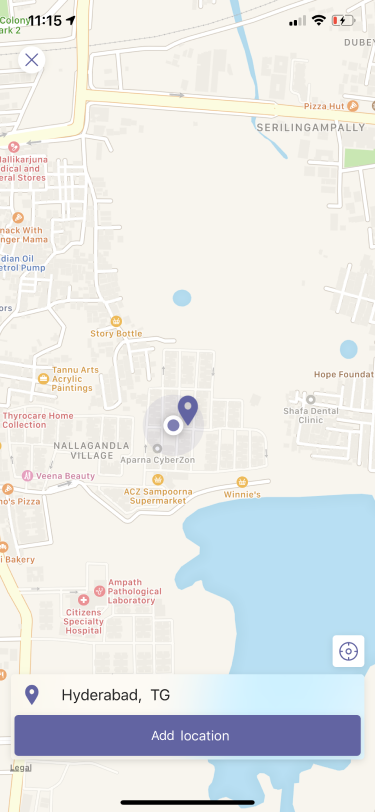 Colony
ark 2
11:15
DUBE
Pizza Hut
SERILINGAMPALLY
Mallikarjuna
dical and
eral Stores
nack With
nger Mama
dian Oil
etrol Pump
ors
Story Bottle
Tannu Arts
Acrylic
Paintings
Hope Foundat
Thyrocare Home
Collection
Shafa Dental
Clinic
NALLAGANDLA
VILLAGE
Aparna CyberZon
Veena Beauty
ACZ Sampoorna
Supermarket
Winnie's
no's Pizza
i Bakery
Ampath
Pathological
Laboratory
Citizens
Specialty
Hospital
Hyderabad, TG
Add location
Legal